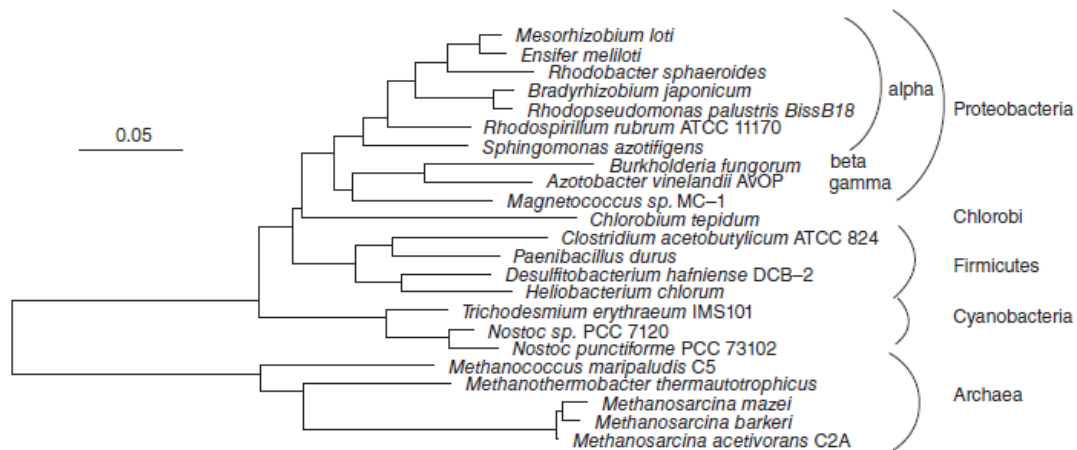 Mesorhizobium loti
Ensifer meliloti
Rhodobacter sphaeroides
Bradyrhizobium japonicum
Rhodopseudomonas palustris BissB18
Rhodospirillum rubrum ATCC 11170
Sphingomonas azotifigens
Burkholderia fungorum
Azotobacter vinelandii AvOP
Magnetococcus sp. MC–1
Chlorobium tepidum
Clostridium acetobutylicum ATCC 824
Paenibacillus durus
Desulfitobacterium hafniense DCB–2
Heliobacterium chlorum
Trichodesmium erythraeum IMS101
Nostoc sp. PCC 7120
Nostoc punctiforme PCC 73102
Methanococcus maripaludis C5
Methanothermobacter thermautotrophicus
Methanosarcina mazei
Methanosarcina barkeri
Methanosarcina acetivorans C2A
0.05
alpha
beta
gamma
Proteobacteria
Chlorobi
Firmicutes
Cyanobacteria
Archaea